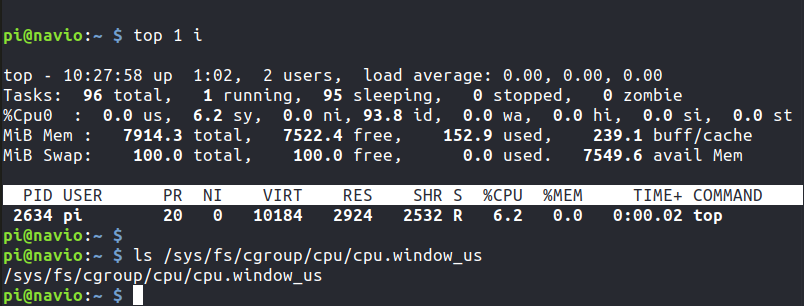 pi@navio:~ $ top 1 i
top - 10:27:58 up  1:02,  2 users,  load average: 0.00, 0.00, 0.00
Tasks:  96 total,   1 running,  95 sleeping,   0 stopped,   0 zombie
%Cpu0  :  0.0 us,  6.2 sy,  0.0 ni, 93.8 id,  0.0 wa,  0.0 hi,  0.0 si,  0.0 st
MiB Mem :   7914.3 total,   7522.4 free,    152.9 used,    239.1 buff/cache
MiB Swap:    100.0 total,    100.0 free,      0.0 used.   7549.6 avail Mem
  PID USER      PR  NI    VIRT    RES    SHR S  %CPU  %MEM     TIME+ COMMAND
 2634 pi        20   0   10184   2924   2532 R   6.2   0.0   0:00.02 top
pi@navio:~ $
pi@navio:~ $ ls /sys/fs/cgroup/cpu/cpu.window_us
/sys/fs/cgroup/cpu/cpu.window_us
pi@navio:~ $